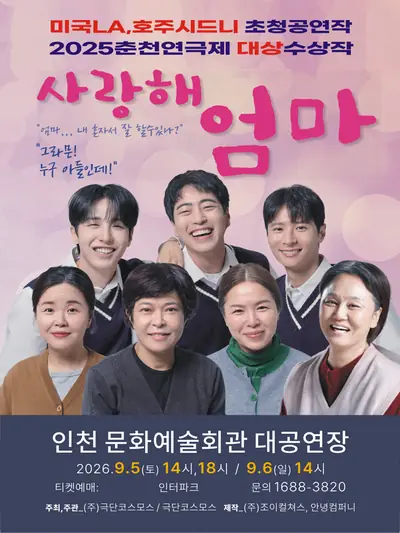 미국LA,호주시드니 초청공연작
2025춘천연극제 대상수상작
사랑해
엄마
"엄마... 내 혼자서 잘 할수있나?"
"그라믄!
누구 아들인데!"
인천 문화예술회관 대공연장
2026.9.5(토) 14시,18시 / 9.6(일) 14시
티켓예매: 인터파크 문의 1688-3820
주최,주관_(주)극단코스모스 / 극단코스모스 제작_(주)조이컬쳐스, 안녕컴퍼니